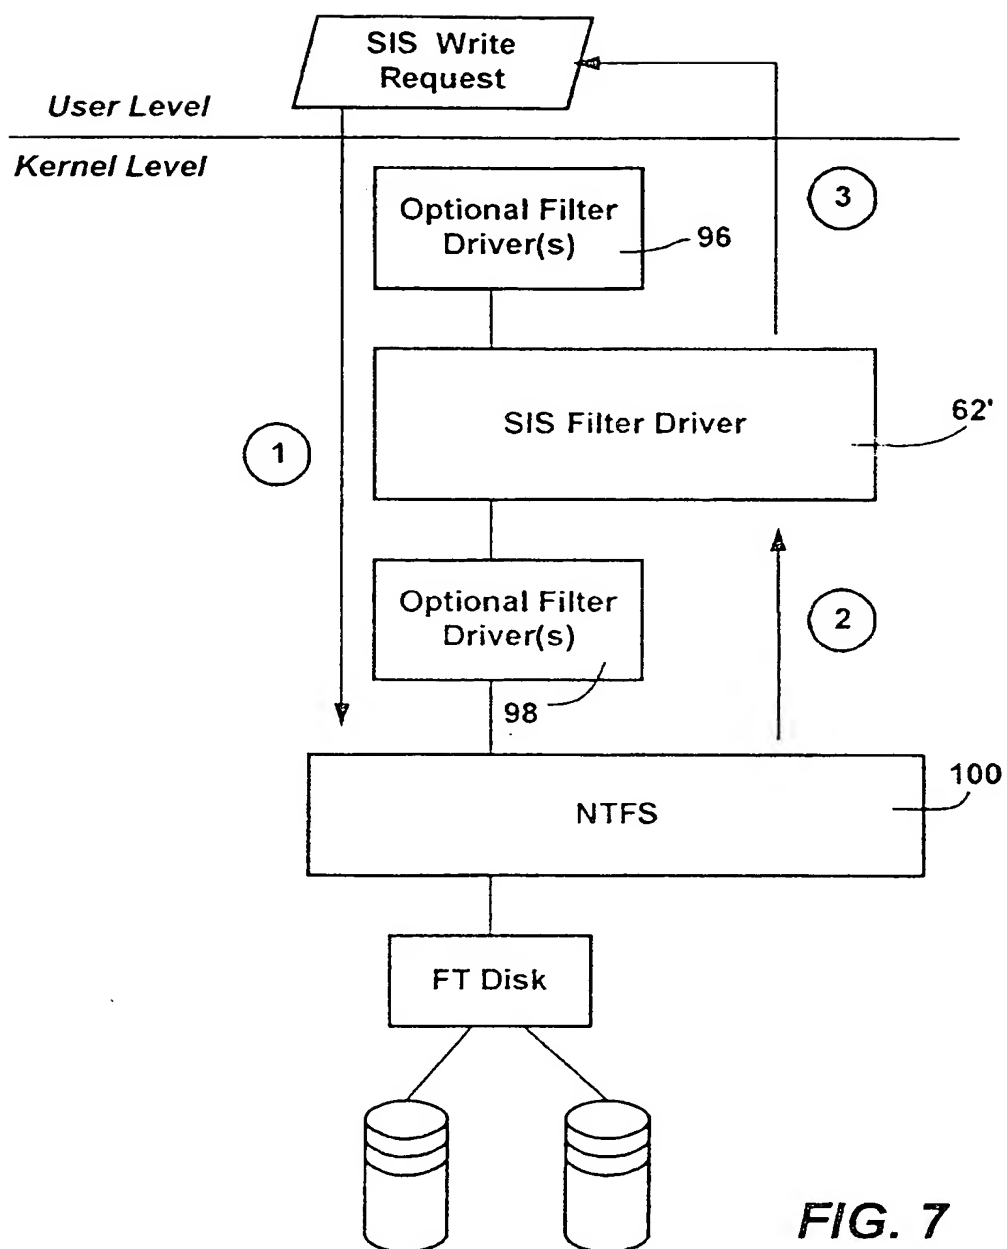 SIS Write
Request
User Level
Kernel Level
3
Optional Filter
Driver(s)
96
SIS Filter Driver
62'
1
Optional Filter
Driver(s)
2
98
100
NTFS
FT Disk
FIG. 7